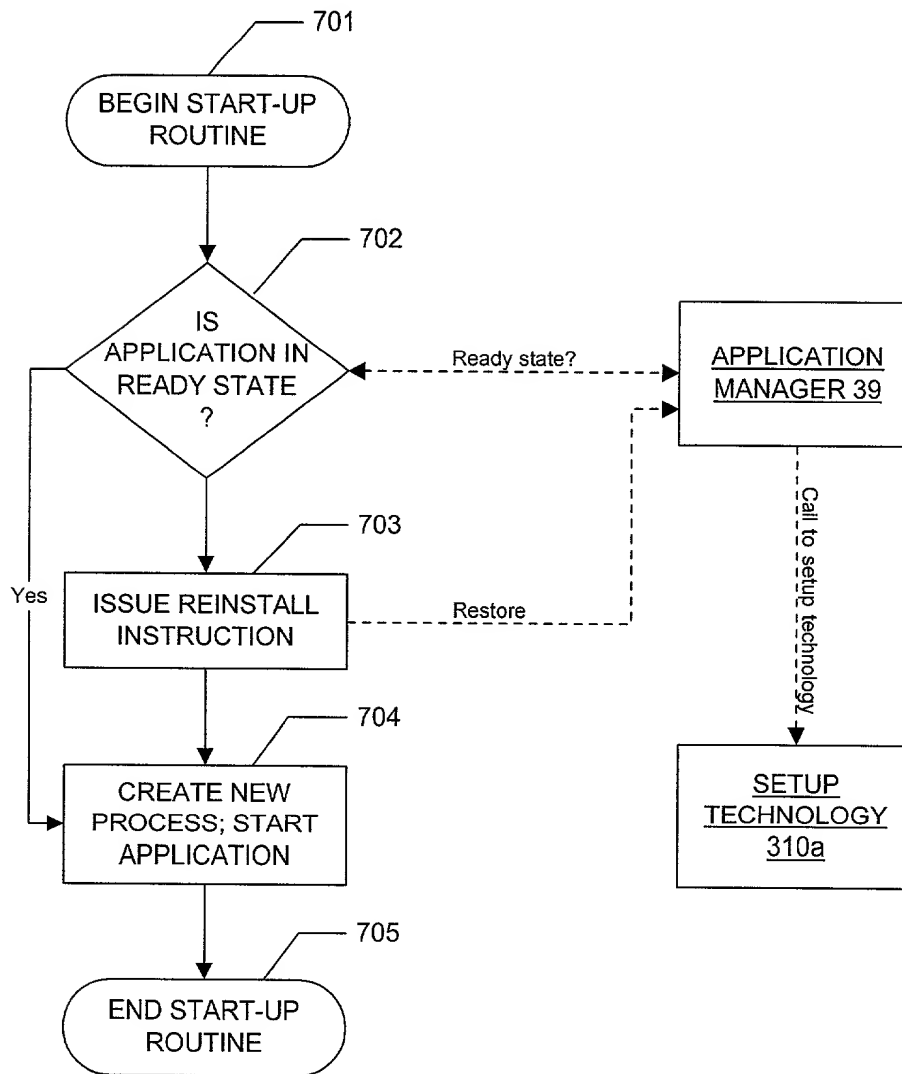 701
BEGIN START-UP
ROUTINE
702
IS
APPLICATION IN
READY STATE
?
Ready state?
APPLICATION
MANAGER 39
703
Yes
ISSUE REINSTALL
INSTRUCTION
Restore
Call to setup technology
704
CREATE NEW
PROCESS; START
APPLICATION
SETUP
TECHNOLOGY
310a
705
END START-UP
ROUTINE